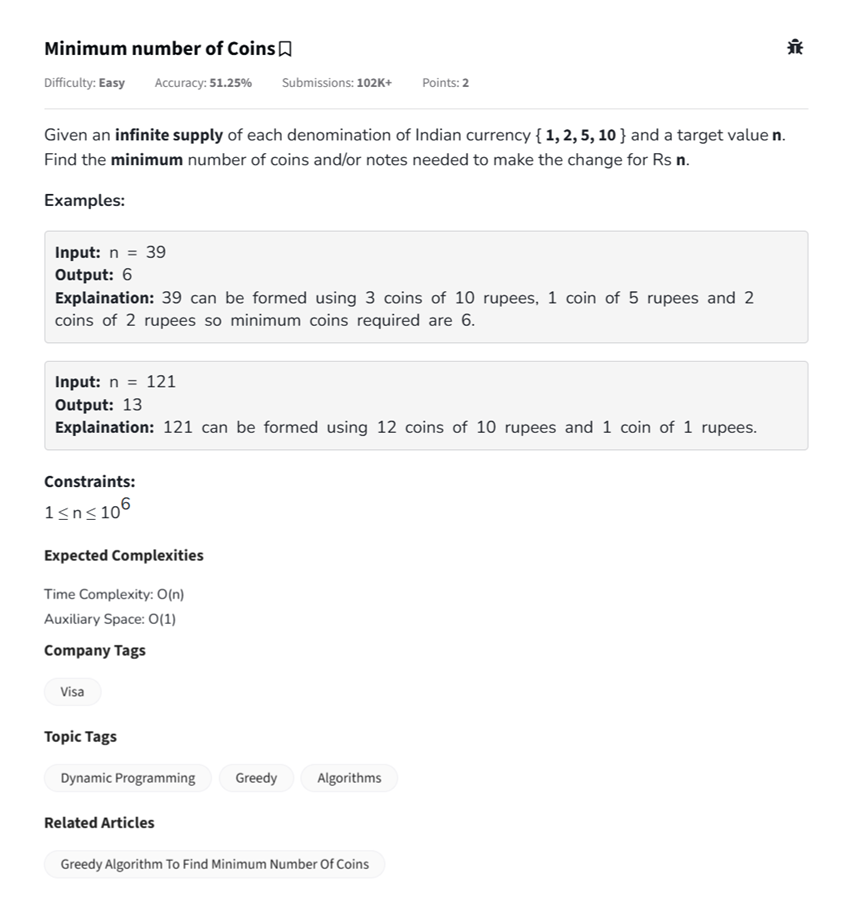 Minimum number of Coins
Difficulty: Easy Accuracy: 51.25% Submissions: 102K+ Points: 2
Given an infinite supply of each denomination of Indian currency { 1, 2, 5, 10 } and a target value n.
Find the minimum number of coins and/or notes needed to make the change for Rs n.
Examples:
Input: n = 39
Output: 6
Explaination: 39 can be formed using 3 coins of 10 rupees, 1 coin of 5 rupees and 2
coins of 2 rupees so minimum coins required are 6.
Input: n = 121
Output: 13
Explaination: 121 can be formed using 12 coins of 10 rupees and 1 coin of 1 rupees.
Constraints:
1 ≤ n ≤ 10⁶
Expected Complexities
Time Complexity: O(n)
Auxiliary Space: O(1)
Company Tags
Visa
Topic Tags
Dynamic Programming Greedy Algorithms
Related Articles
Greedy Algorithm To Find Minimum Number Of Coins